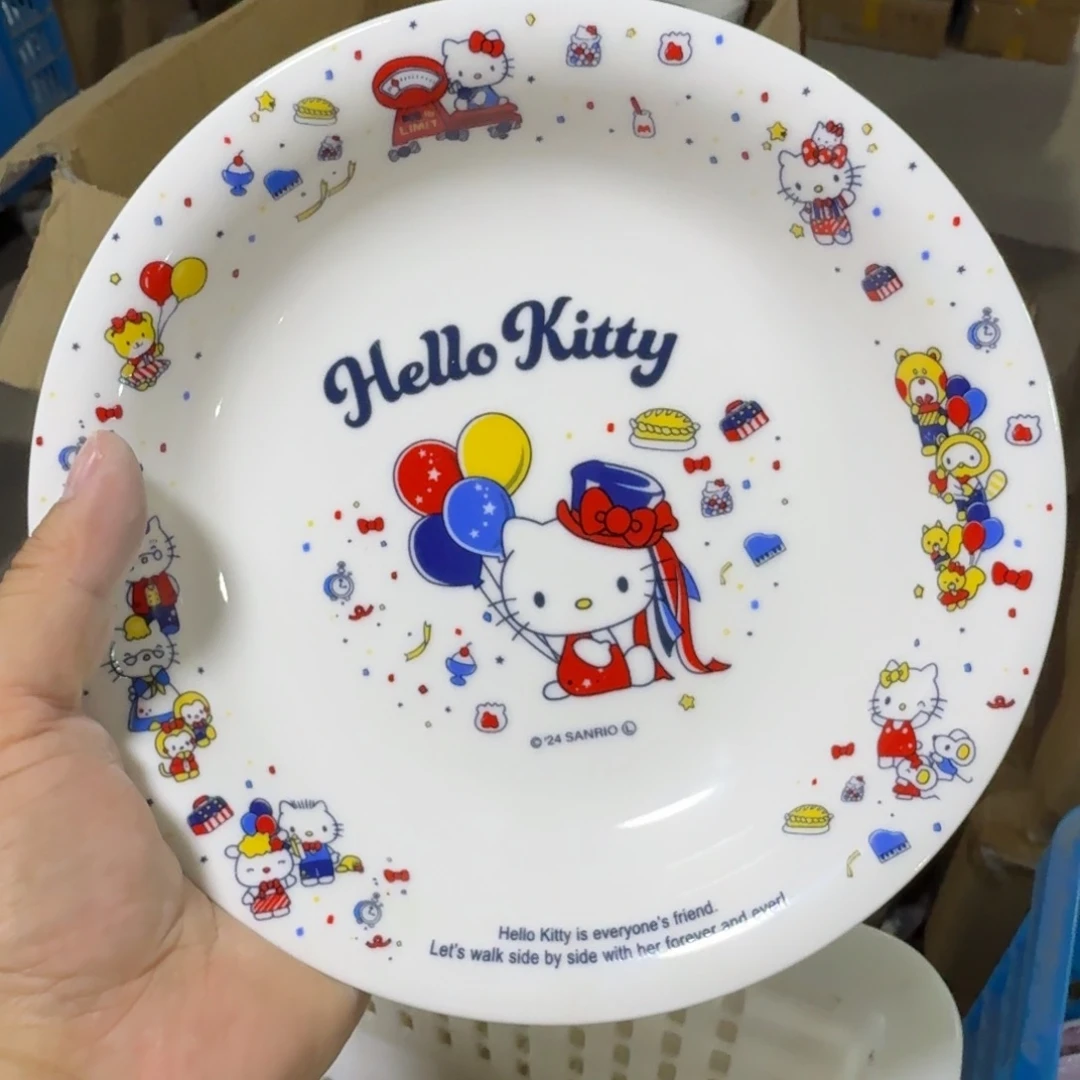 LIMIT
Hello Kitty
©'24 SANRIO Ⓛ
Hello Kitty is everyone's friend.
Let's walk side by side with her forever and ever!